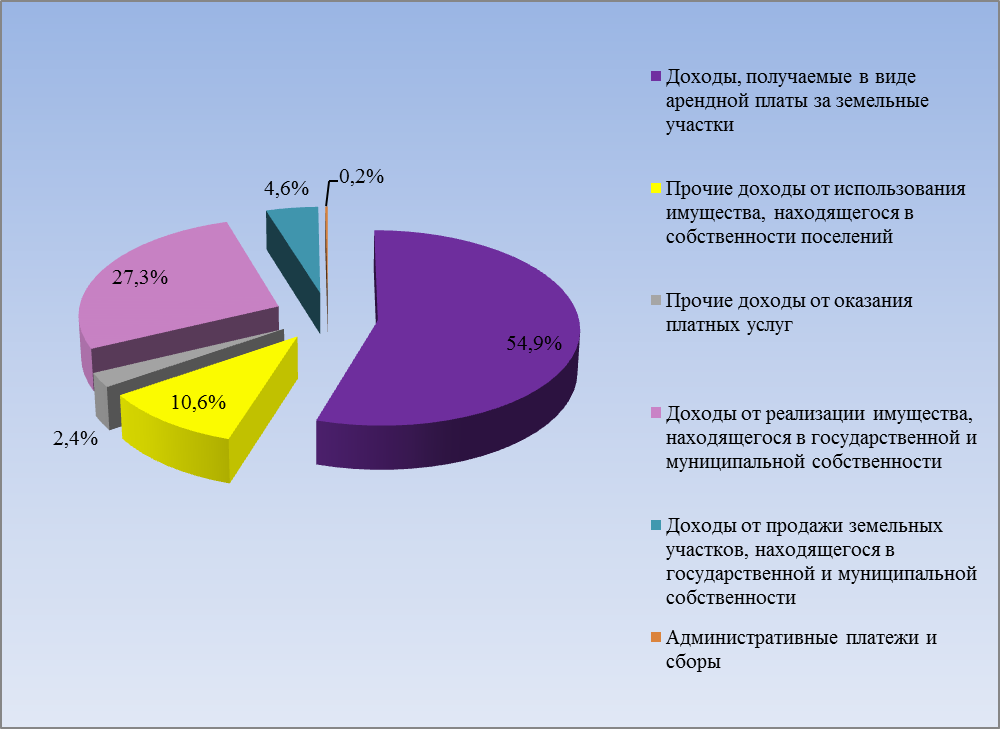 0,2%
4,6%
27,3%
54,9%
10,6%
2,4%
Доходы, получаемые в виде
арендной платы за земельные
участки
Прочие доходы от использования
имущества, находящегося в
собственности поселений
Прочие доходы от оказания
платных услуг
Доходы от реализации имущества,
находящегося в государственной и
муниципальной собственности
Доходы от продажи земельных
участков, находящегося в
государственной и муниципальной
собственности
Административные платежи и
сборы